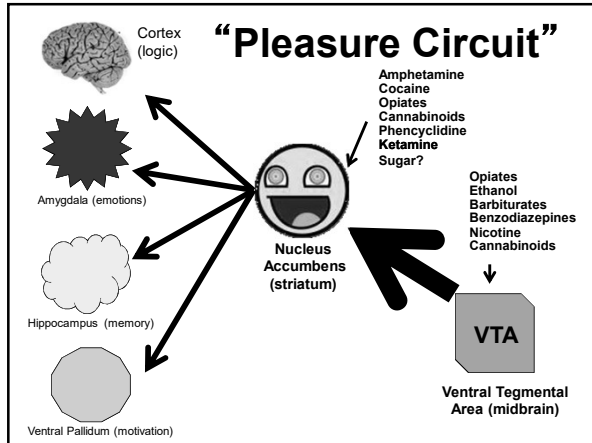 “Pleasure Circuit”
Cortex
(logic)
Amygdala (emotions)
Hippocampus (memory)
Ventral Pallidum (motivation)
Amphetamine
Cocaine
Opiates
Cannabinoids
Phencyclidine
Ketamine
Sugar?
Nucleus
Accumbens
(striatum)
Opiates
Ethanol
Barbiturates
Benzodiazepines
Nicotine
Cannabinoids
VTA
Ventral Tegmental
Area (midbrain)